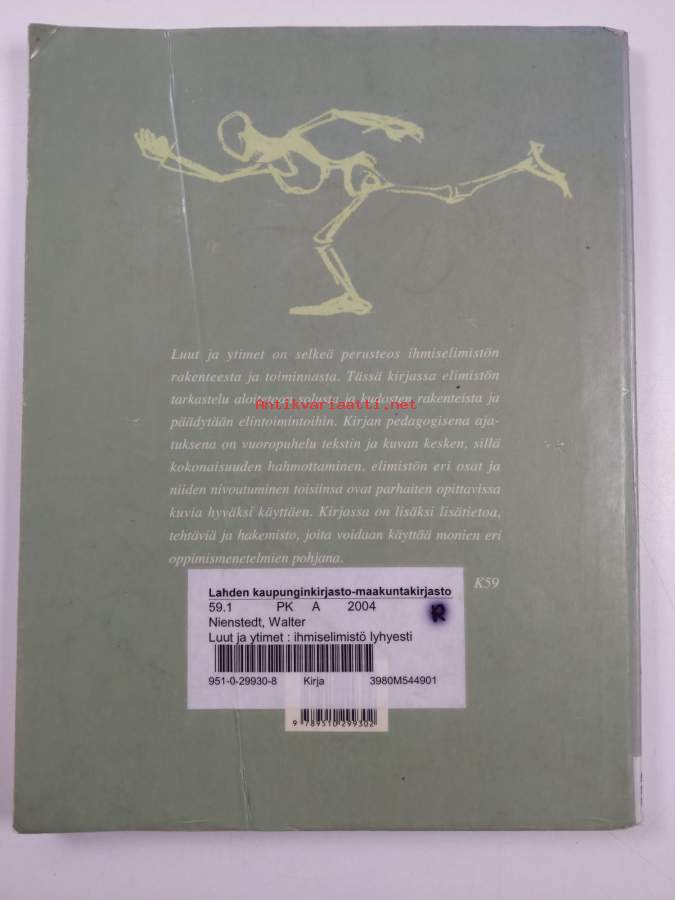 Luut ja ytimet on selkeä perusteos ihmiselimistön
rakenteesta ja toiminnasta. Tässä kirjassa elimistön
tarkastelu aloitetaan solusta ja kudosten rakenteista ja
Antikvariaatti.net
päädytään elintoimintoihin. Kirjan pedagogisena aja-
tuksena on vuoropuhelu tekstin ja kuvan kesken, sillä
kokonaisuuden hahmottaminen, elimistön eri osat ja
niiden nivoutuminen toisiinsa ovat parhaiten opittavissa
kuvia hyväksi käyttäen. Kirjassa on lisäksi lisätietoa,
tehtäviä ja hakemisto, joita voidaan käyttää monien eri
oppimismenetelmien pohjana.
K59
Lahden kaupunginkirjasto-maakuntakirjasto
59.1 PK A 2004
R
Nienstedt, Walter
Luut ja ytimet : ihmiselimistö lyhyesti
951-0-29930-8 Kirja 3980M544901
9 789510 299302